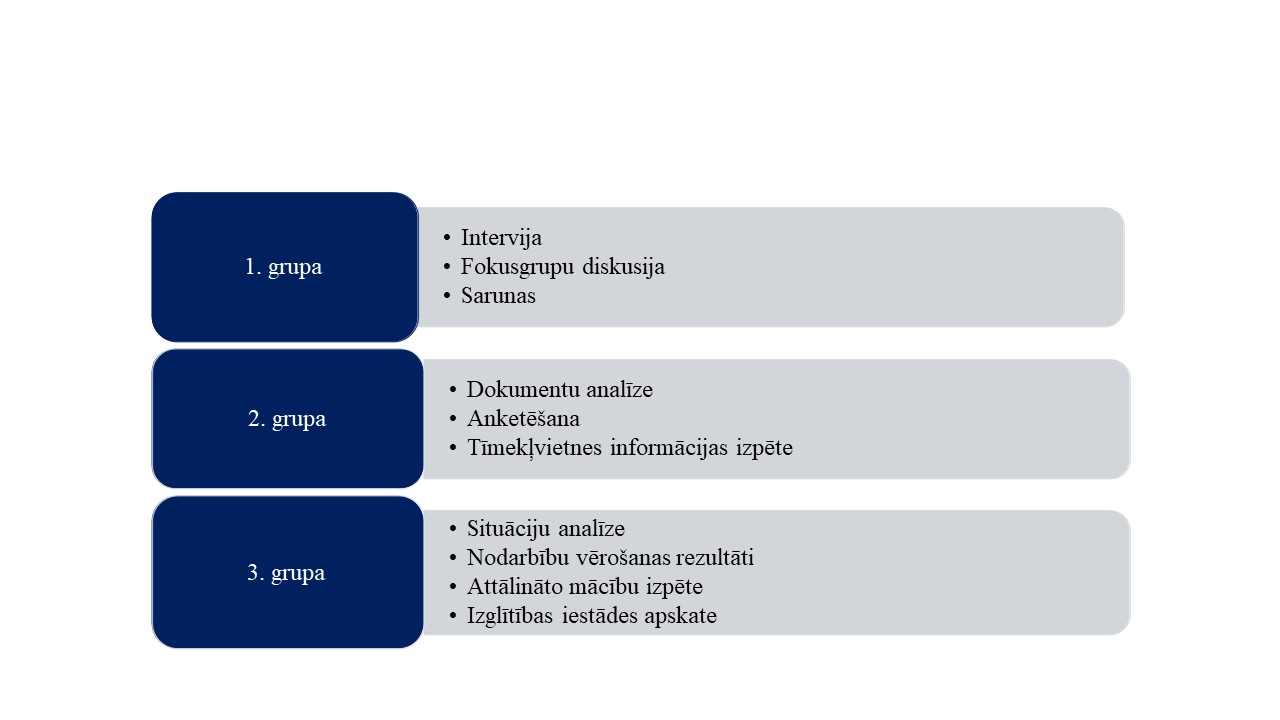 1. grupa
• Intervija
• Fokusgrupu diskusija
• Sarunas
2. grupa
• Dokumentu analīze
• Anketēšana
• Tīmekļvietnes informācijas izpēte
3. grupa
• Situāciju analīze
• Nodarbību vērošanas rezultāti
• Attālināto mācību izpēte
• Izglītības iestādes apskate